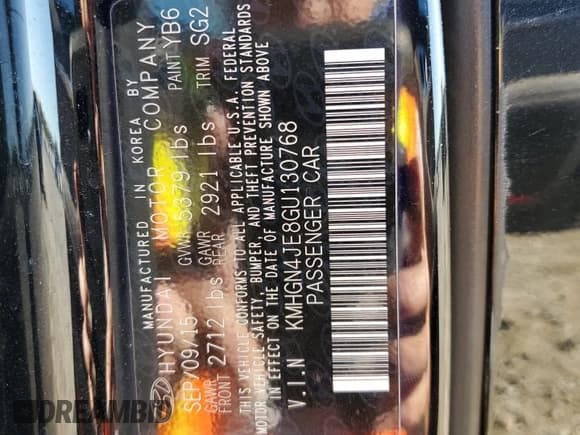 MANUFACTURED IN KOREA BY
HYUNDAI MOTOR COMPANY
SEP/09/15 GVWR 5379 lbs PAINT YB6
GAWR FRONT 2712 lbs GAWR REAR 2921 lbs TRIM SG2
THIS VEHICLE CONFORMS TO ALL APPLICABLE U.S.A. FEDERAL
MOTOR VEHICLE SAFETY, BUMPER, AND THEFT PREVENTION STANDARDS
IN EFFECT ON THE DATE OF MANUFACTURE SHOWN ABOVE
V.I.N KMHGN4JE8GU130768
PASSENGER CAR
DREAMBID